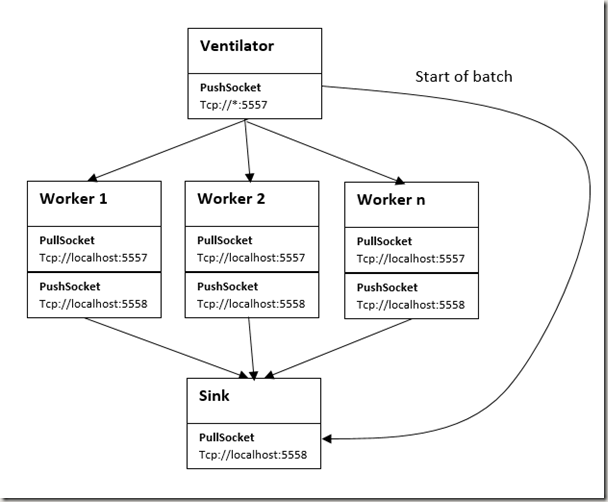 Ventilator
PushSocket
Tcp://*:5557
Start of batch
Worker 1
PullSocket
Tcp://localhost:5557
PushSocket
Tcp://localhost:5558
Worker 2
PullSocket
Tcp://localhost:5557
PushSocket
Tcp://localhost:5558
Worker n
PullSocket
Tcp://localhost:5557
PushSocket
Tcp://localhost:5558
Sink
PullSocket
Tcp://localhost:5558